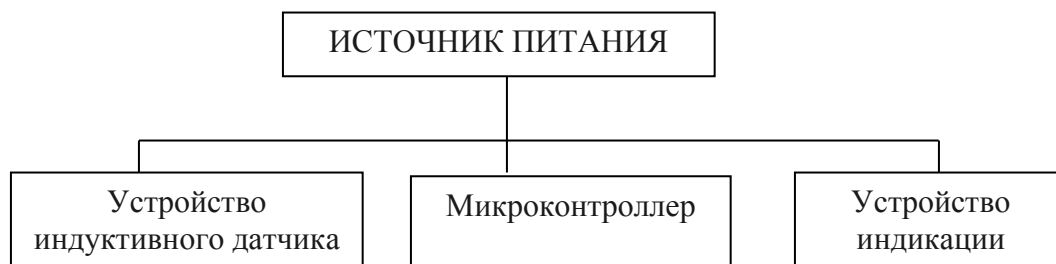 ИСТОЧНИК ПИТАНИЯ
Устройство
индуктивного датчика
Микроконтроллер
Устройство
индикации